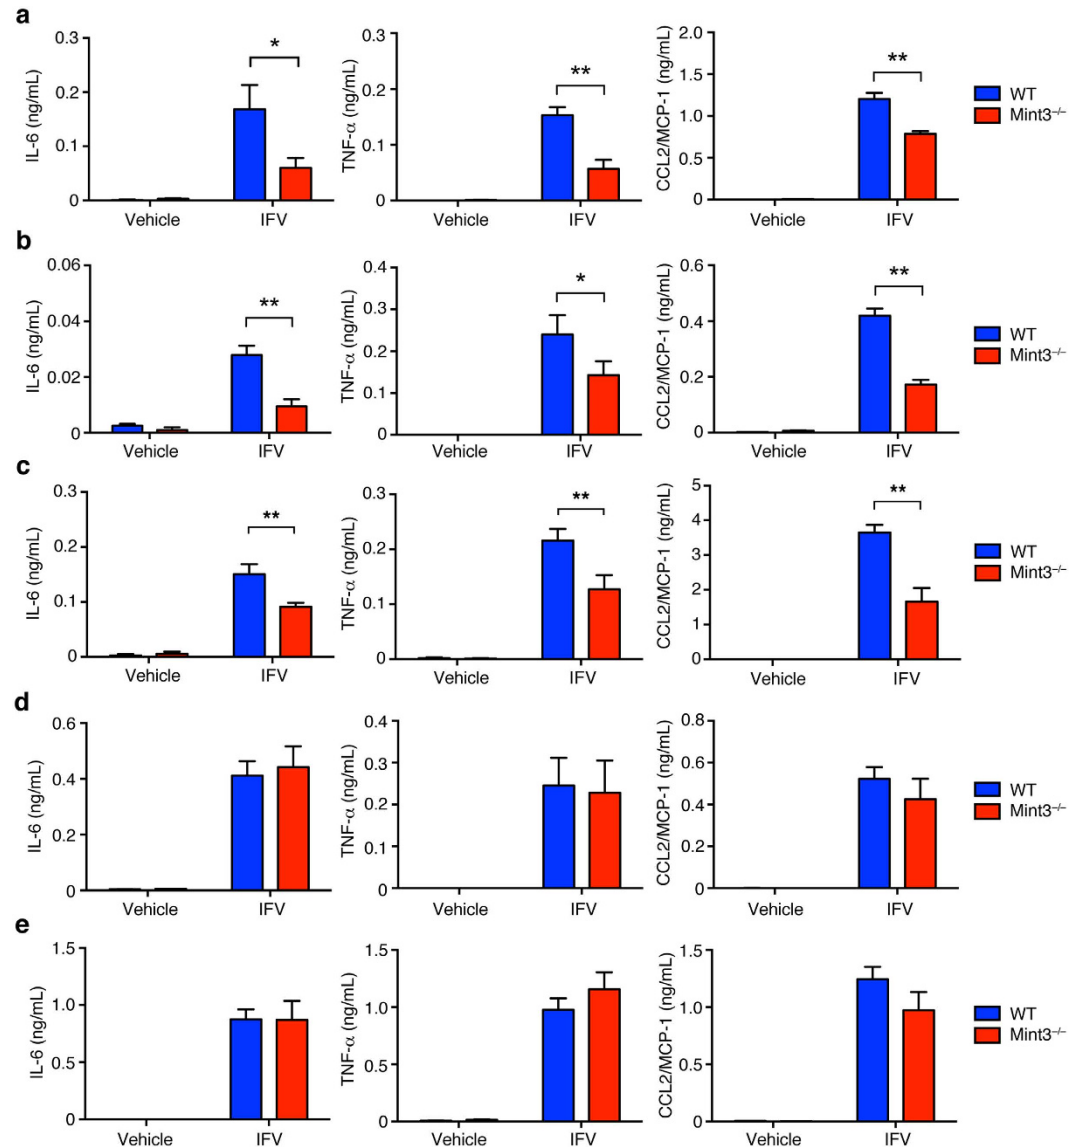 a
IL-6 (ng/mL)
0.3
0.2
0.1
0
*
Vehicle
IFV
TNF-α (ng/mL)
0.3
0.2
0.1
0
**
Vehicle
IFV
CCL2/MCP-1 (ng/mL)
2.0
1.5
1.0
0.5
0
**
Vehicle
IFV
WT
Mint3⁻/⁻
b
IL-6 (ng/mL)
0.06
0.04
0.02
0
**
Vehicle
IFV
TNF-α (ng/mL)
0.4
0.3
0.2
0.1
0
*
Vehicle
IFV
CCL2/MCP-1 (ng/mL)
0.6
0.4
0.2
0
**
Vehicle
IFV
WT
Mint3⁻/⁻
c
IL-6 (ng/mL)
0.3
0.2
0.1
0
**
Vehicle
IFV
TNF-α (ng/mL)
0.3
0.2
0.1
0
**
Vehicle
IFV
CCL2/MCP-1 (ng/mL)
5
4
3
2
1
0
**
Vehicle
IFV
WT
Mint3⁻/⁻
d
IL-6 (ng/mL)
0.6
0.4
0.2
0
Vehicle
IFV
TNF-α (ng/mL)
0.4
0.3
0.2
0.1
0
Vehicle
IFV
CCL2/MCP-1 (ng/mL)
0.8
0.6
0.4
0.2
0
Vehicle
IFV
WT
Mint3⁻/⁻
e
IL-6 (ng/mL)
1.5
1.0
0.5
0
Vehicle
IFV
TNF-α (ng/mL)
1.5
1.0
0.5
0
Vehicle
IFV
CCL2/MCP-1 (ng/mL)
1.5
1.0
0.5
0
Vehicle
IFV
WT
Mint3⁻/⁻